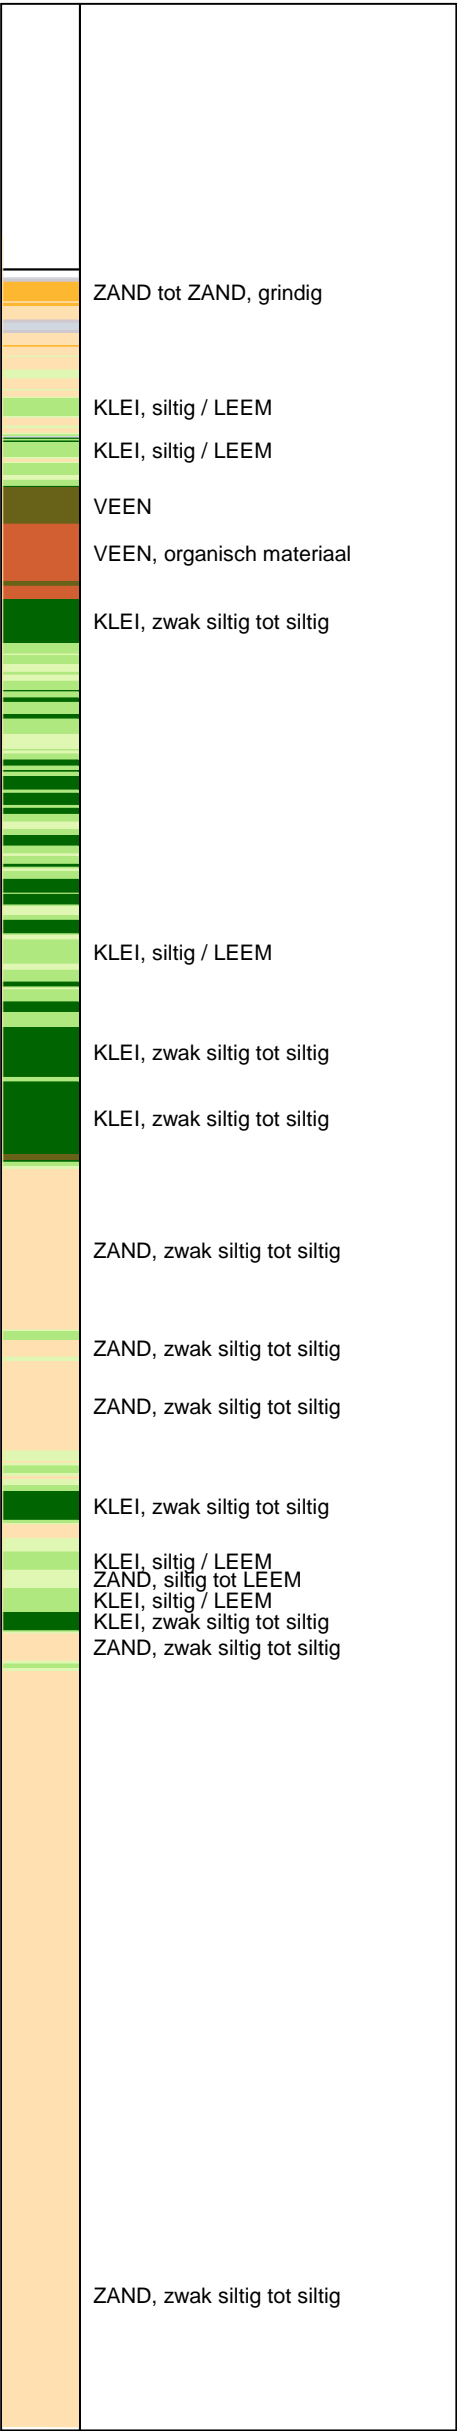 ZAND tot ZAND, grindig
KLEI, siltig / LEEM
KLEI, siltig / LEEM
VEEN
VEEN, organisch materiaal
KLEI, zwak siltig tot siltig
KLEI, siltig / LEEM
KLEI, zwak siltig tot siltig
KLEI, zwak siltig tot siltig
ZAND, zwak siltig tot siltig
ZAND, zwak siltig tot siltig
ZAND, zwak siltig tot siltig
KLEI, zwak siltig tot siltig
KLEI, siltig / LEEM
ZAND, siltig tot LEEM
KLEI, siltig / LEEM
KLEI, zwak siltig tot siltig
ZAND, zwak siltig tot siltig
ZAND, zwak siltig tot siltig